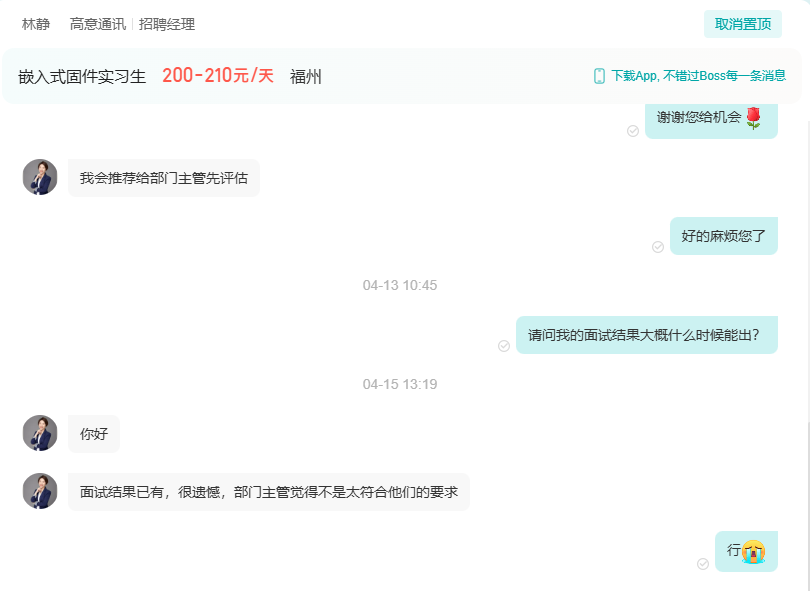 林静 高意通讯 招聘经理 取消置顶
嵌入式固件实习生 200-210元/天 福州 下载App, 不错过Boss每一条消息
谢谢您给机会🌹
我会推荐给部门主管先评估
好的麻烦您了
04-13 10:45
请问我的面试结果大概什么时候能出?
04-15 13:19
你好
面试结果已有，很遗憾，部门主管觉得不是太符合他们的要求
行😭